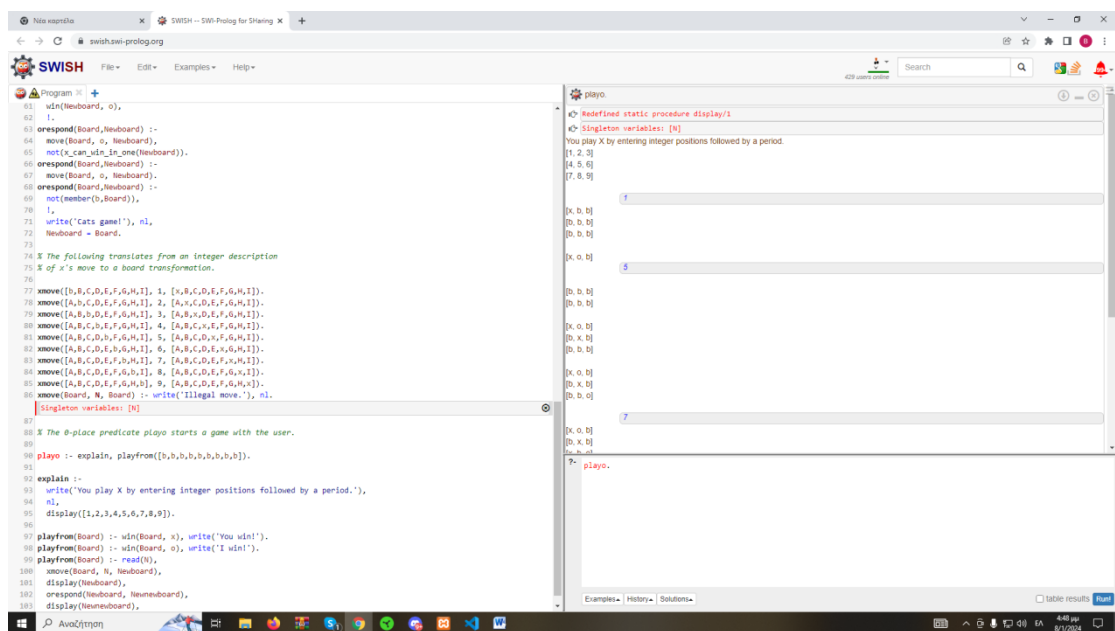 Νέα καρτέλα
SWISH -- SWI-Prolog for SHaring
swish.swi-prolog.org
SWISH File Edit Examples Help
429 users online
Search
Program
61 win(Newboard, o),
62 !.
63 orespond(Board,Newboard) :-
64 move(Board, o, Newboard),
65 not(x_can_win_in_one(Newboard)).
66 orespond(Board,Newboard) :-
67 move(Board, o, Newboard).
68 orespond(Board,Newboard) :-
69 not(member(b,Board)),
70 !,
71 write('Cats game!'), nl,
72 Newboard = Board.
73
74 % The following translates from an integer description
75 % of x's move to a board transformation.
76
77 xmove([b,B,C,D,E,F,G,H,I], 1, [x,B,C,D,E,F,G,H,I]).
78 xmove([A,b,C,D,E,F,G,H,I], 2, [A,x,C,D,E,F,G,H,I]).
79 xmove([A,B,b,D,E,F,G,H,I], 3, [A,B,x,D,E,F,G,H,I]).
80 xmove([A,B,C,b,E,F,G,H,I], 4, [A,B,C,x,E,F,G,H,I]).
81 xmove([A,B,C,D,b,F,G,H,I], 5, [A,B,C,D,x,F,G,H,I]).
82 xmove([A,B,C,D,E,b,G,H,I], 6, [A,B,C,D,E,x,G,H,I]).
83 xmove([A,B,C,D,E,F,b,H,I], 7, [A,B,C,D,E,F,x,H,I]).
84 xmove([A,B,C,D,E,F,G,b,I], 8, [A,B,C,D,E,F,G,x,I]).
85 xmove([A,B,C,D,E,F,G,H,b], 9, [A,B,C,D,E,F,G,H,x]).
86 xmove(Board, N, Board) :- write('Illegal move.'), nl.
Singleton variables: [N]
87
88 % The 0-place predicate playo starts a game with the user.
89
90 playo :- explain, playfrom([b,b,b,b,b,b,b,b,b]).
91
92 explain :-
93 write('You play X by entering integer positions followed by a period.'),
94 nl,
95 display([1,2,3,4,5,6,7,8,9]).
96
97 playfrom(Board) :- win(Board, x), write('You win!').
98 playfrom(Board) :- win(Board, o), write('I win!').
99 playfrom(Board) :- read(N),
100 xmove(Board, N, Newboard),
101 display(Newboard),
102 orespond(Newboard, Newnewboard),
103 display(Newnewboard),
playo.
Redefined static procedure display/1
Singleton variables: [N]
You play X by entering integer positions followed by a period.
[1, 2, 3]
[4, 5, 6]
[7, 8, 9]
1
[x, b, b]
[b, b, b]
[b, b, b]
[x, o, b]
5
[b, b, b]
[b, b, b]
[x, o, b]
[b, x, b]
[b, b, b]
[x, o, b]
[b, x, b]
[b, b, o]
7
[x, o, b]
[b, x, b]
?- playo.
Examples History Solutions
table results Run!
Αναζήτηση
ΕΛ
4:48 μμ
8/1/2024